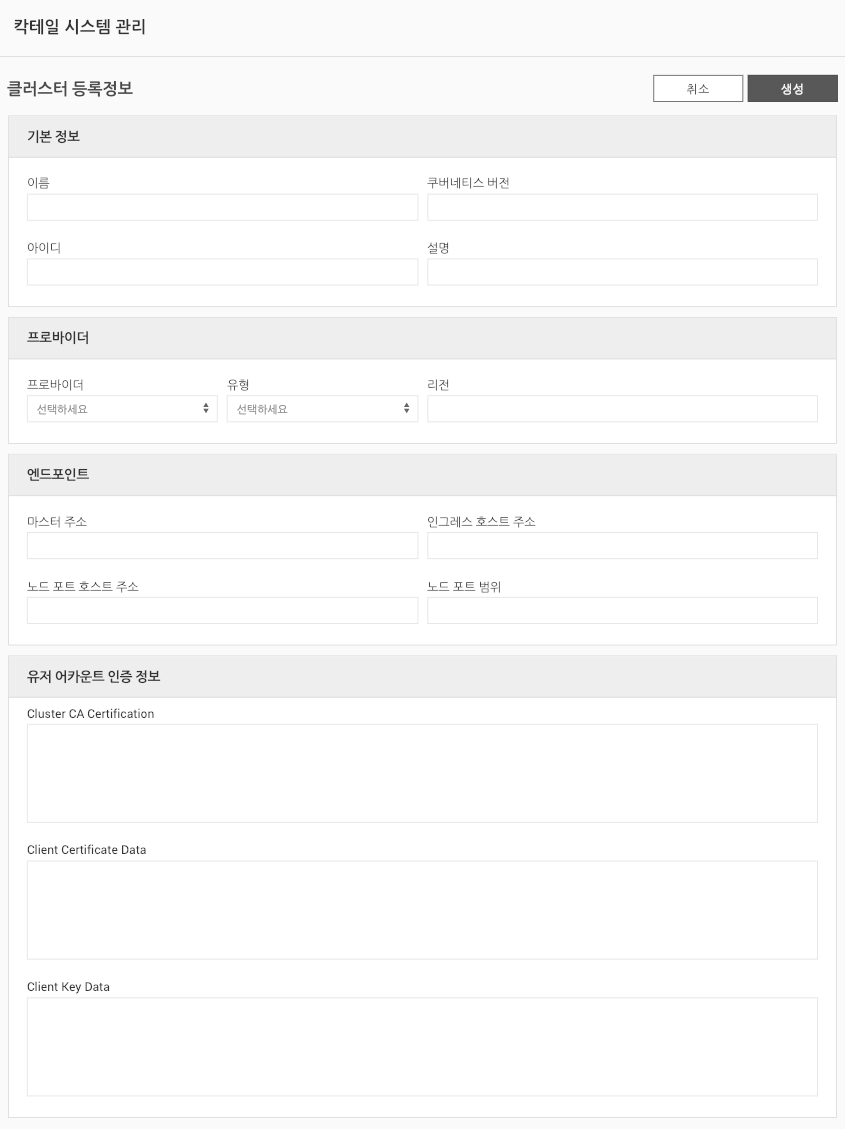 칵테일 시스템 관리
클러스터 등록정보
취소
생성
기본 정보
이름
쿠버네티스 버전
아이디
설명
프로바이더
프로바이더
유형
리전
선택하세요
선택하세요
엔드포인트
마스터 주소
인그레스 호스트 주소
노드 포트 호스트 주소
노드 포트 범위
유저 어카운트 인증 정보
Cluster CA Certification
Client Certificate Data
Client Key Data